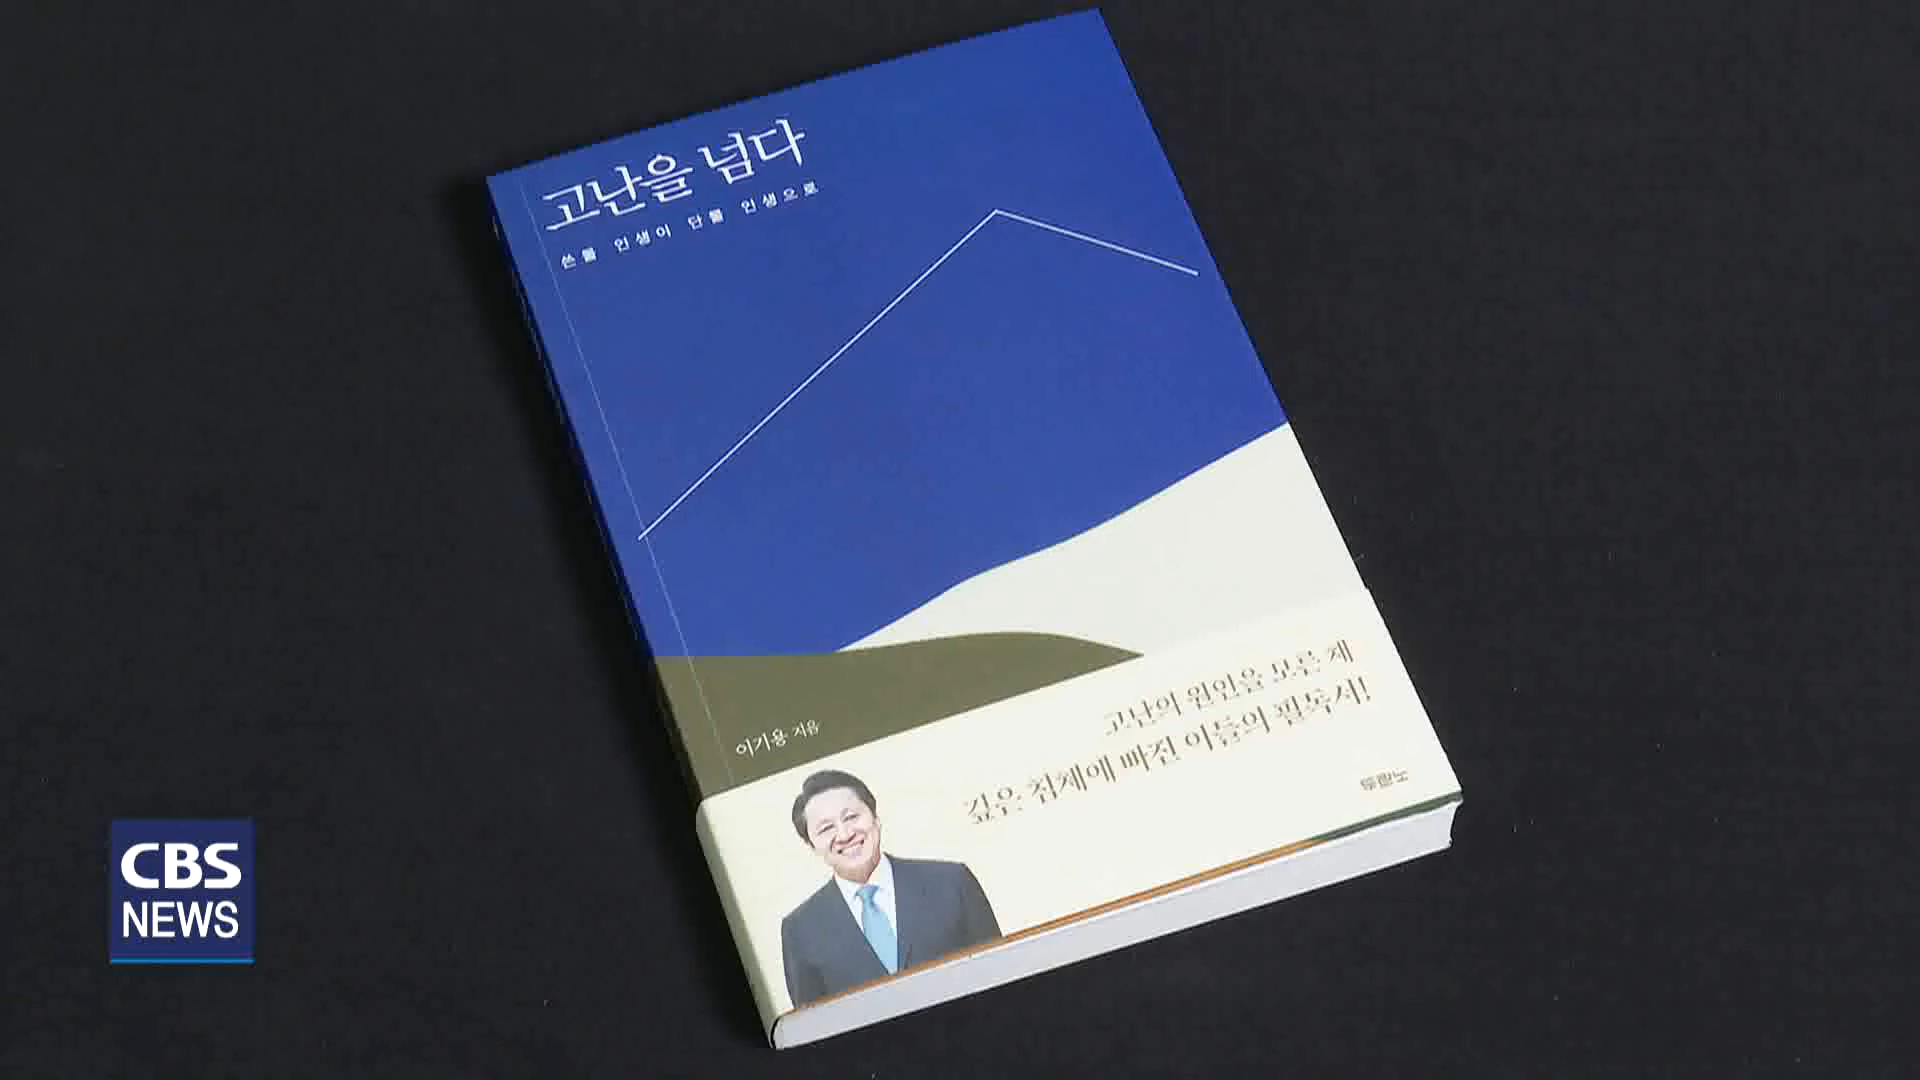 고난을 넘다
쓴물 인생이 단물 인생으로
이기용 지음
고난의 원인을 모른 채
깊은 침체에 빠진 이들의 필독서!
두란노
CBS
NEWS